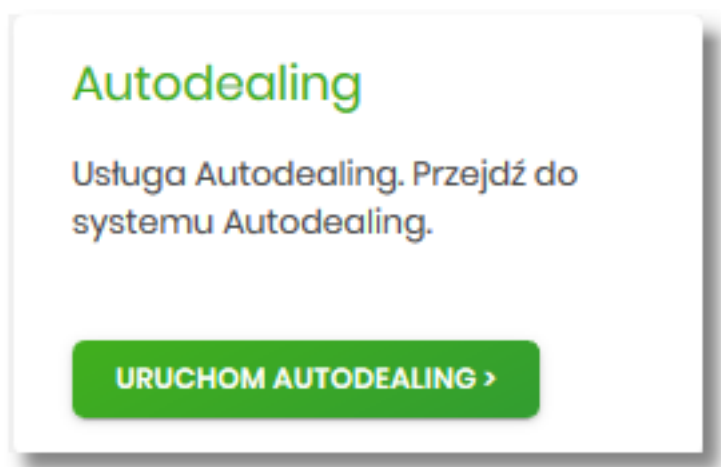 Autodealing
Usługa Autodealing. Przejdź do
systemu Autodealing.
URUCHOM AUTODEALING >